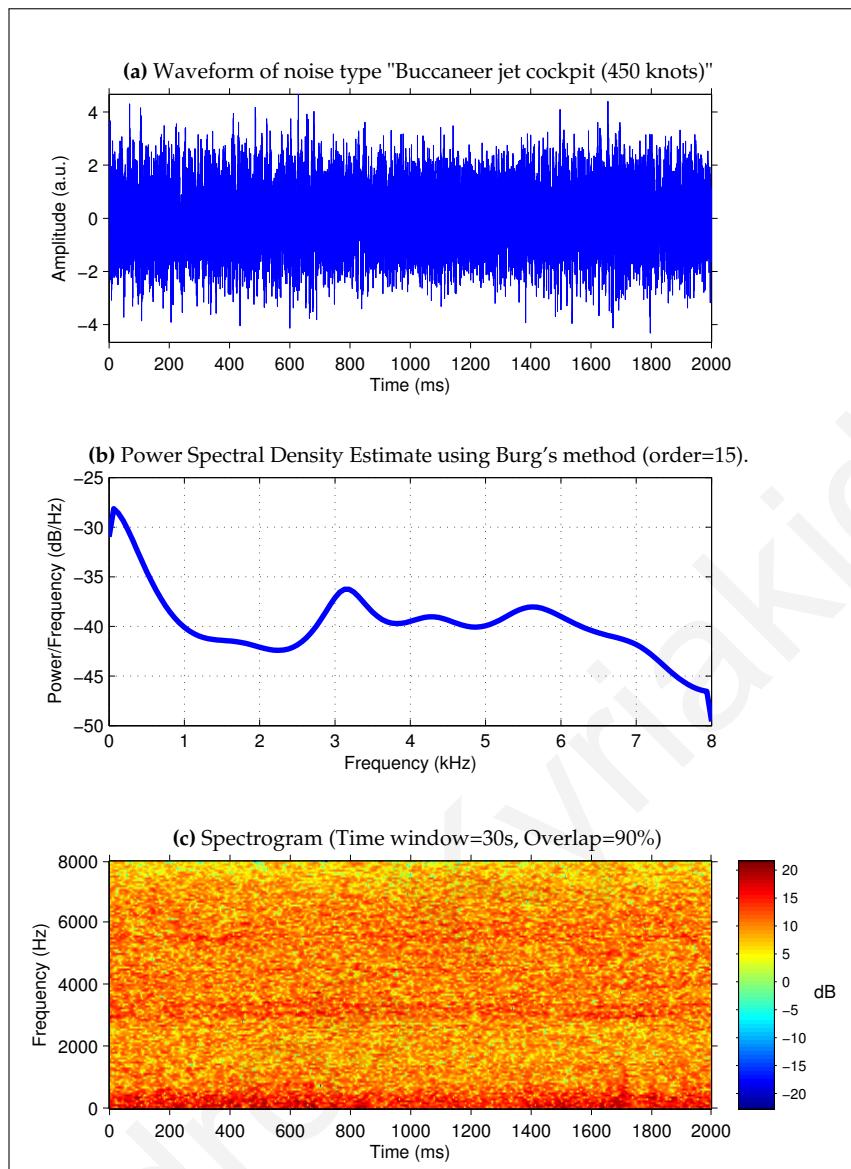 (a) Waveform of noise type "Buccaneer jet cockpit (450 knots)"
Amplitude (a.u.)
4
2
0
−2
−4
0 200 400 600 800 1000 1200 1400 1600 1800 2000
Time (ms)
(b) Power Spectral Density Estimate using Burg's method (order=15).
Power/Frequency (dB/Hz)
−25
−30
−35
−40
−45
−50
0 1 2 3 4 5 6 7 8
Frequency (kHz)
(c) Spectrogram (Time window=30s, Overlap=90%)
Frequency (Hz)
8000
6000
4000
2000
0
0 200 400 600 800 1000 1200 1400 1600 1800 2000
Time (ms)
20
15
10
5
0
−5
−10
−15
−20
dB